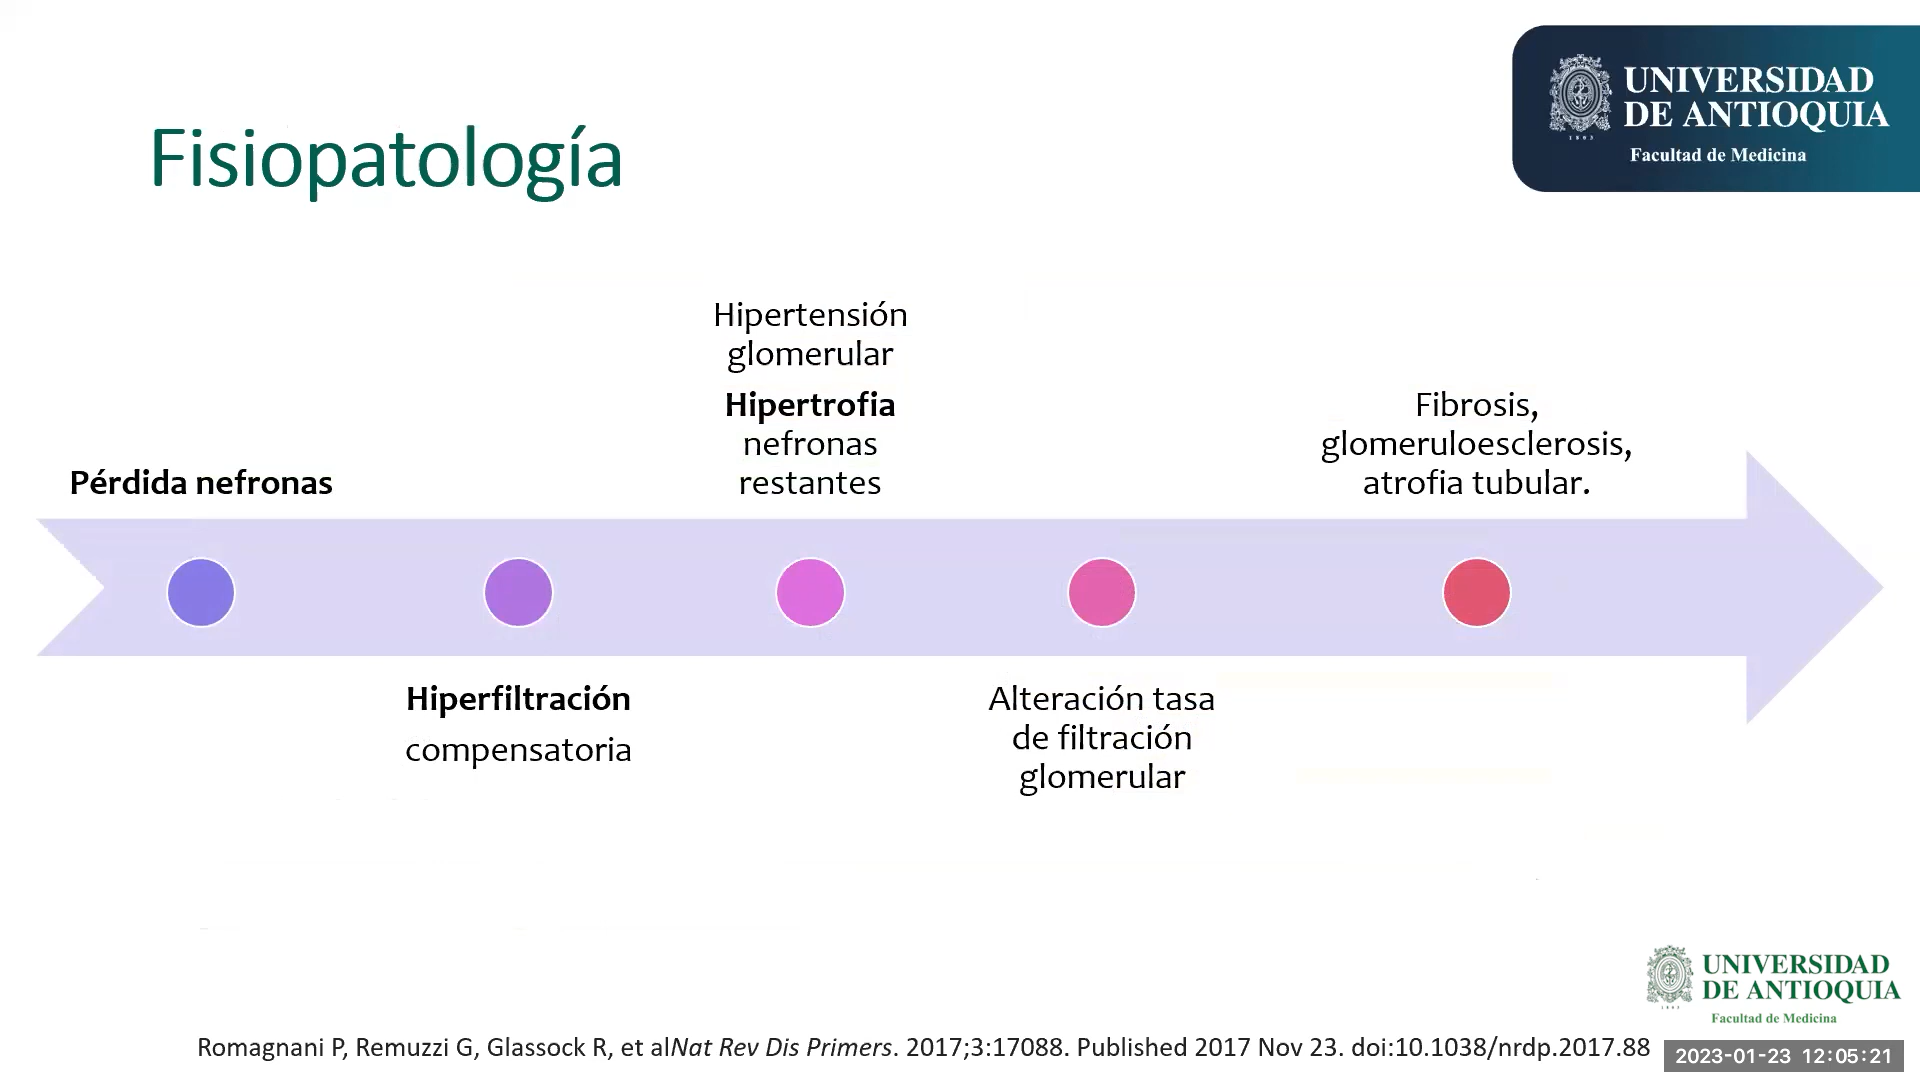 UNIVERSIDAD
DE ANTIOQUIA
1803
Facultad de Medicina
Fisiopatología
Hipertensión
glomerular
Hipertrofia
nefronas
restantes
Fibrosis,
glomeruloesclerosis,
atrofia tubular.
Pérdida nefronas
Hiperfiltración
compensatoria
Alteración tasa
de filtración
glomerular
UNIVERSIDAD
DE ANTIOQUIA
1803
Facultad de Medicina
Romagnani P, Remuzzi G, Glassock R, et alNat Rev Dis Primers. 2017;3:17088. Published 2017 Nov 23. doi:10.1038/nrdp.2017.88
2023-01-23 12:05:21